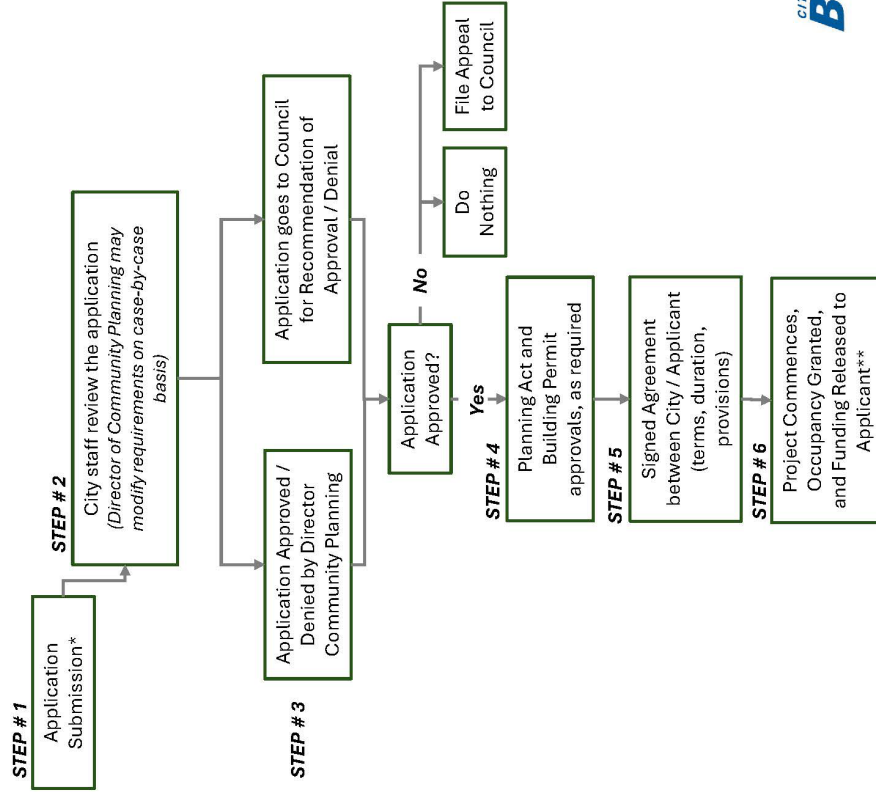 STEP # 1
Application
Submission*
STEP # 2
City staff review the application
(Director of Community Planning may
modify requirements on case-by-case
basis)
STEP # 3
Application Approved /
Denied by Director
Community Planning
Application goes to Council
for Recommendation of
Approval / Denial
Application
Approved?
No
Do
Nothing
File Appeal
to Council
Yes
STEP # 4
Planning Act and
Building Permit
approvals, as required
STEP # 5
Signed Agreement
between City / Applicant
(terms, duration,
provisions)
STEP # 6
Project Commences,
Occupancy Granted,
and Funding Released to
Applicant**